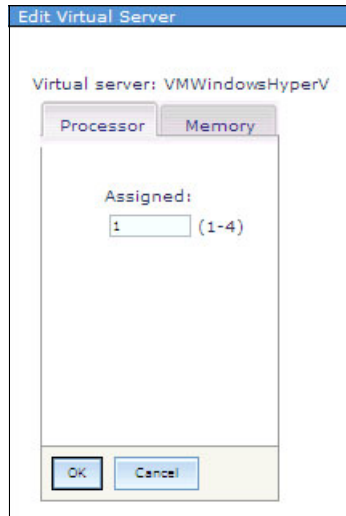 Edit Virtual Server
Virtual server: VMWindowsHyperV
Processor Memory
Assigned:
1 (1-4)
OK Cancel